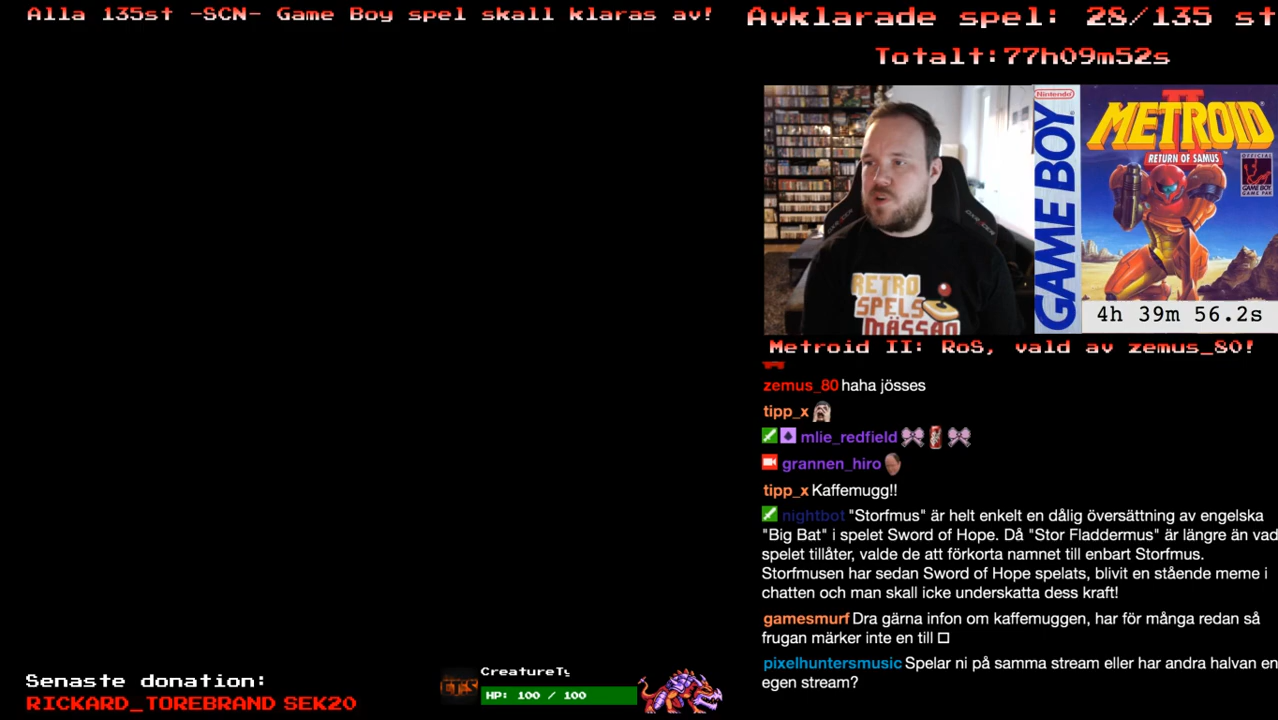 Alla 135st -SCN- Game Boy spel skall klaras av!
Avklarade spel: 28/135 st
Totalt:77h09m52s
Nintendo
GAME BOY
METROID
II
RETURN OF SAMUS
OFFICIAL
GAME BOY
GAME PAK
RETRO
SPELS
MÄSSAN
4h 39m 56.2s
Metroid II: RoS, vald av zemus_80!
zemus_80 haha jösses
tipp_x
mlie_redfield
grannen_hiro
tipp_x Kaffemugg!!
nightbot "Storfmus" är helt enkelt en dålig översättning av engelska
"Big Bat" i spelet Sword of Hope. Då "Stor Fladdermus" är längre än vad
spelet tillåter, valde de att förkorta namnet till enbart Storfmus.
Storfmusen har sedan Sword of Hope spelats, blivit en stående meme i
chatten och man skall icke underskatta dess kraft!
gamesmurf Dra gärna infon om kaffemuggen, har för många redan så
frugan märker inte en till
pixelhuntersmusic Spelar ni på samma stream eller har andra halvan en
egen stream?
Senaste donation:
RICKARD_TOREBRAND SEK20
CTS
CreatureTy
HP: 100 / 100